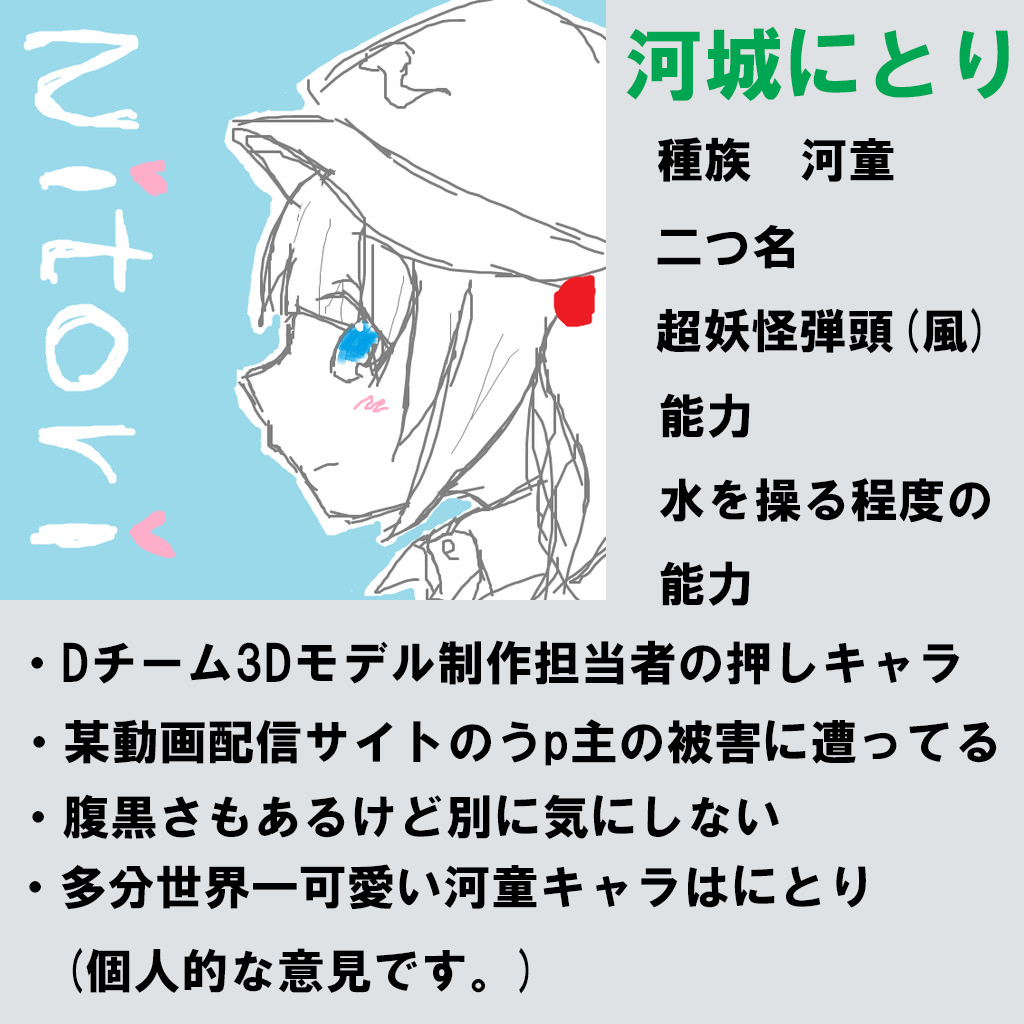 Nitori
河城にとり
種族　河童
二つ名
超妖怪弾頭(風)
能力
水を操る程度の
能力
・Dチーム3Dモデル制作担当者の押しキャラ
・某動画配信サイトのうp主の被害に遭ってる
・腹黒さもあるけど別に気にしない
・多分世界一可愛い河童キャラはにとり
(個人的な意見です。)